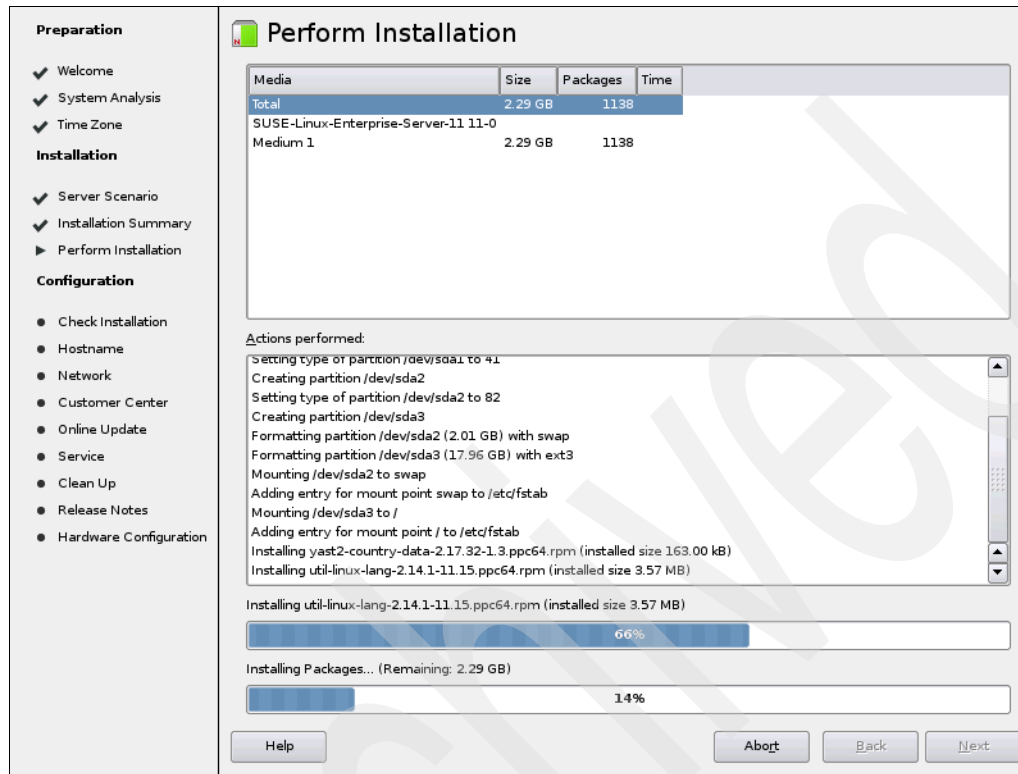 Preparation
Welcome
System Analysis
Time Zone
Installation
Server Scenario
Installation Summary
Perform Installation
Configuration
Check Installation
Hostname
Network
Customer Center
Online Update
Service
Clean Up
Release Notes
Hardware Configuration
Perform Installation
Media Size Packages Time
Total 2.29 GB 1138
SUSE-Linux-Enterprise-Server-11 11-0
Medium 1 2.29 GB 1138
Actions performed:
Setting type of partition /dev/sda1 to 41
Creating partition /dev/sda2
Setting type of partition /dev/sda2 to 82
Creating partition /dev/sda3
Formatting partition /dev/sda2 (2.01 GB) with swap
Formatting partition /dev/sda3 (17.96 GB) with ext3
Mounting /dev/sda2 to swap
Adding entry for mount point swap to /etc/fstab
Mounting /dev/sda3 to /
Adding entry for mount point / to /etc/fstab
Installing yast2-country-data-2.17.32-1.3.ppc64.rpm (installed size 163.00 kB)
Installing util-linux-lang-2.14.1-11.15.ppc64.rpm (installed size 3.57 MB)
Installing util-linux-lang-2.14.1-11.15.ppc64.rpm (installed size 3.57 MB)
66%
Installing Packages... (Remaining: 2.29 GB)
14%
Help Abort Back Next
hived